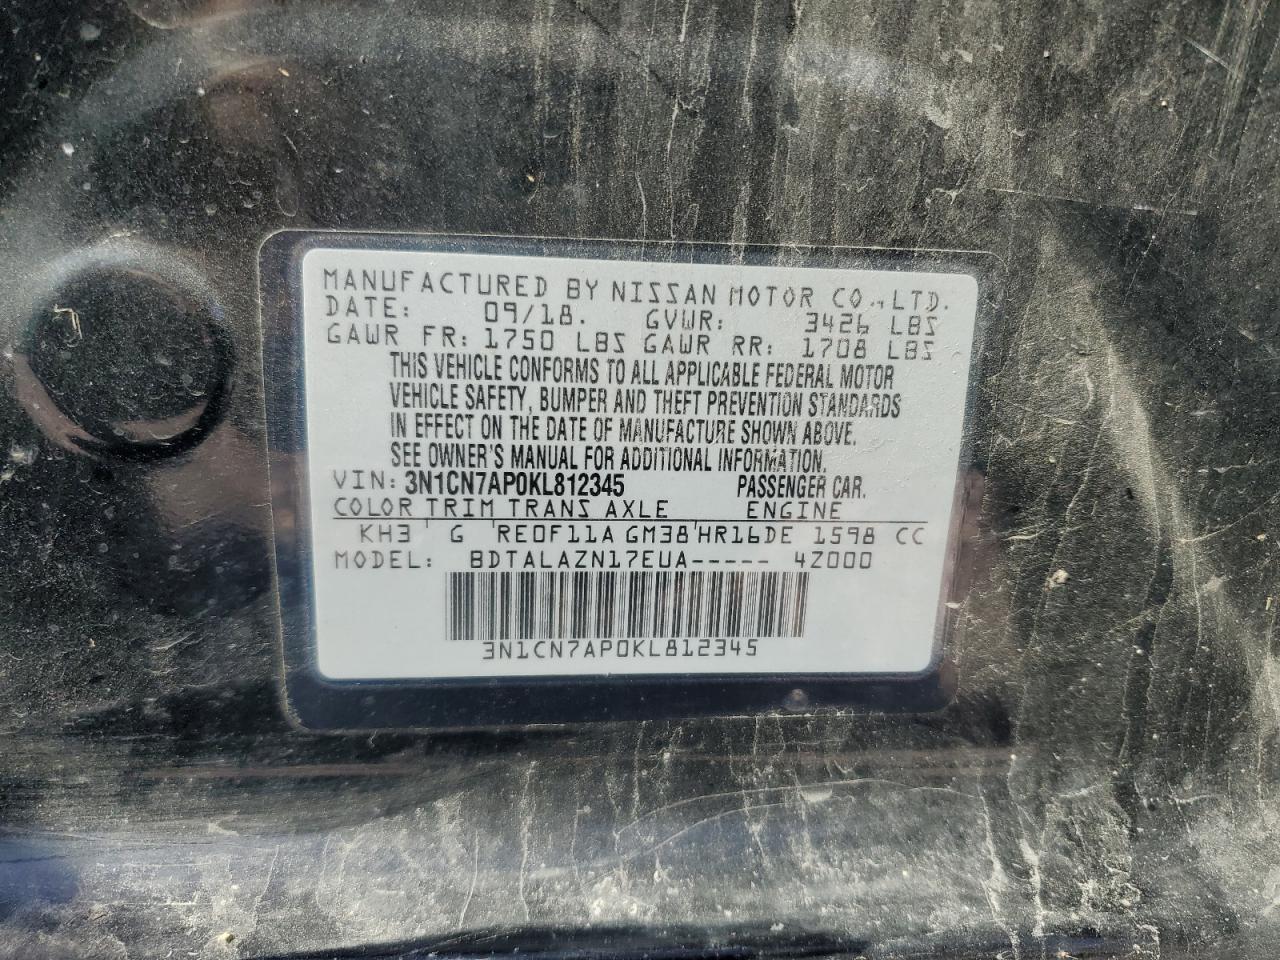 MANUFACTURED BY NISSAN MOTOR CO., LTD.
DATE: 09/18. GVWR: 3426 LBS
GAWR FR: 1750 LBS GAWR RR: 1708 LBS
THIS VEHICLE CONFORMS TO ALL APPLICABLE FEDERAL MOTOR
VEHICLE SAFETY, BUMPER AND THEFT PREVENTION STANDARDS
IN EFFECT ON THE DATE OF MANUFACTURE SHOWN ABOVE.
SEE OWNER'S MANUAL FOR ADDITIONAL INFORMATION.
VIN: 3N1CN7AP0KL812345 PASSENGER CAR.
COLOR TRIM TRANS AXLE ENGINE
KH3 G RE0F11A GM38 HR16DE 1598 CC
MODEL: BDTALAZN17EUA----- 4Z000
3N1CN7AP0KL812345